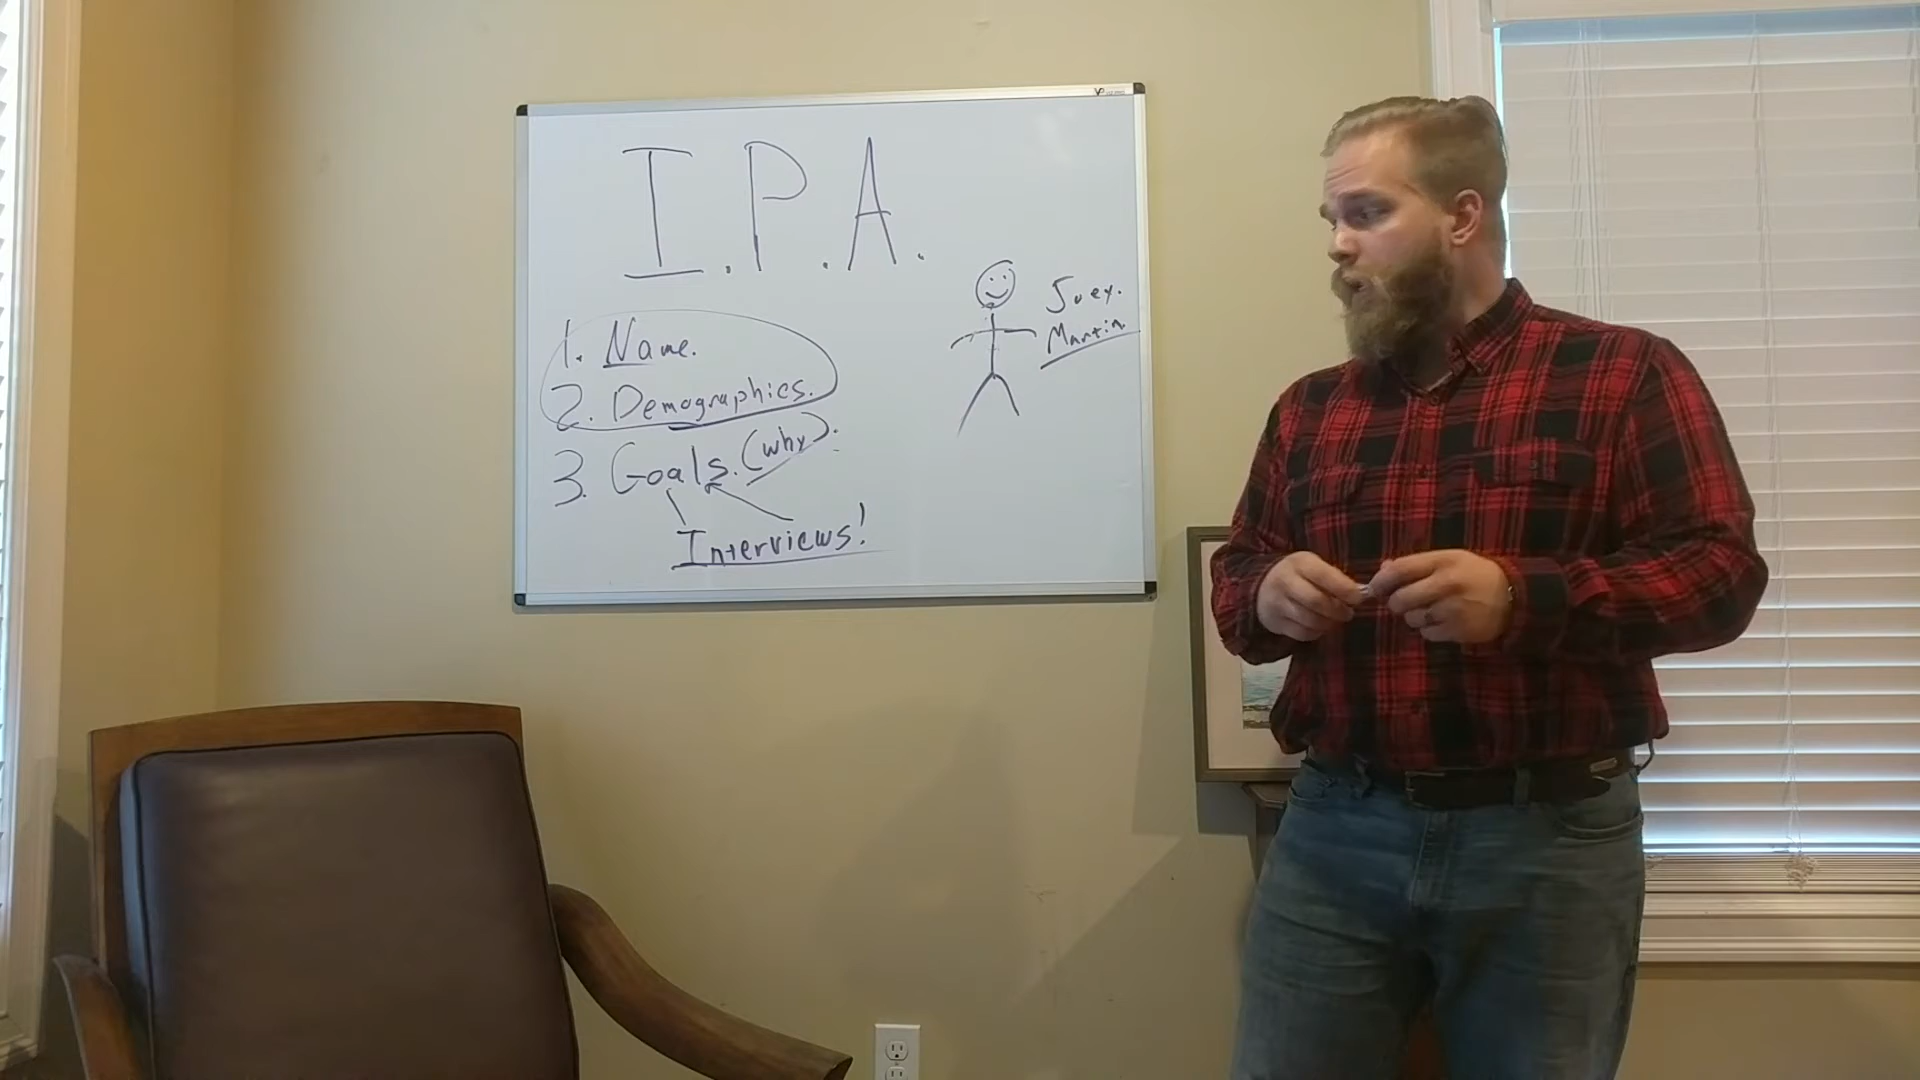 I.P.A.
1. Name.
2. Demographics.
3. Goals. (why).
Interviews!
Joey.
Martin